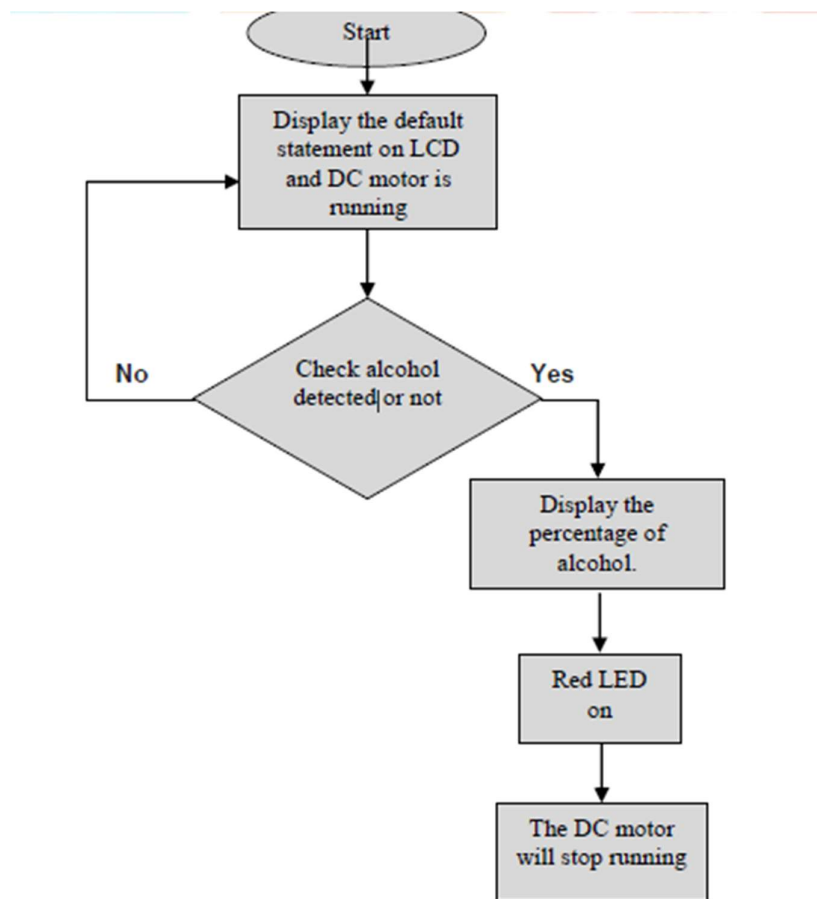 Start
Display the default
statement on LCD
and DC motor is
running
No
Check alcohol
Yes
detected or not
Display the
percentage of
alcohol.
Red LED
on
The DC motor
will stop running